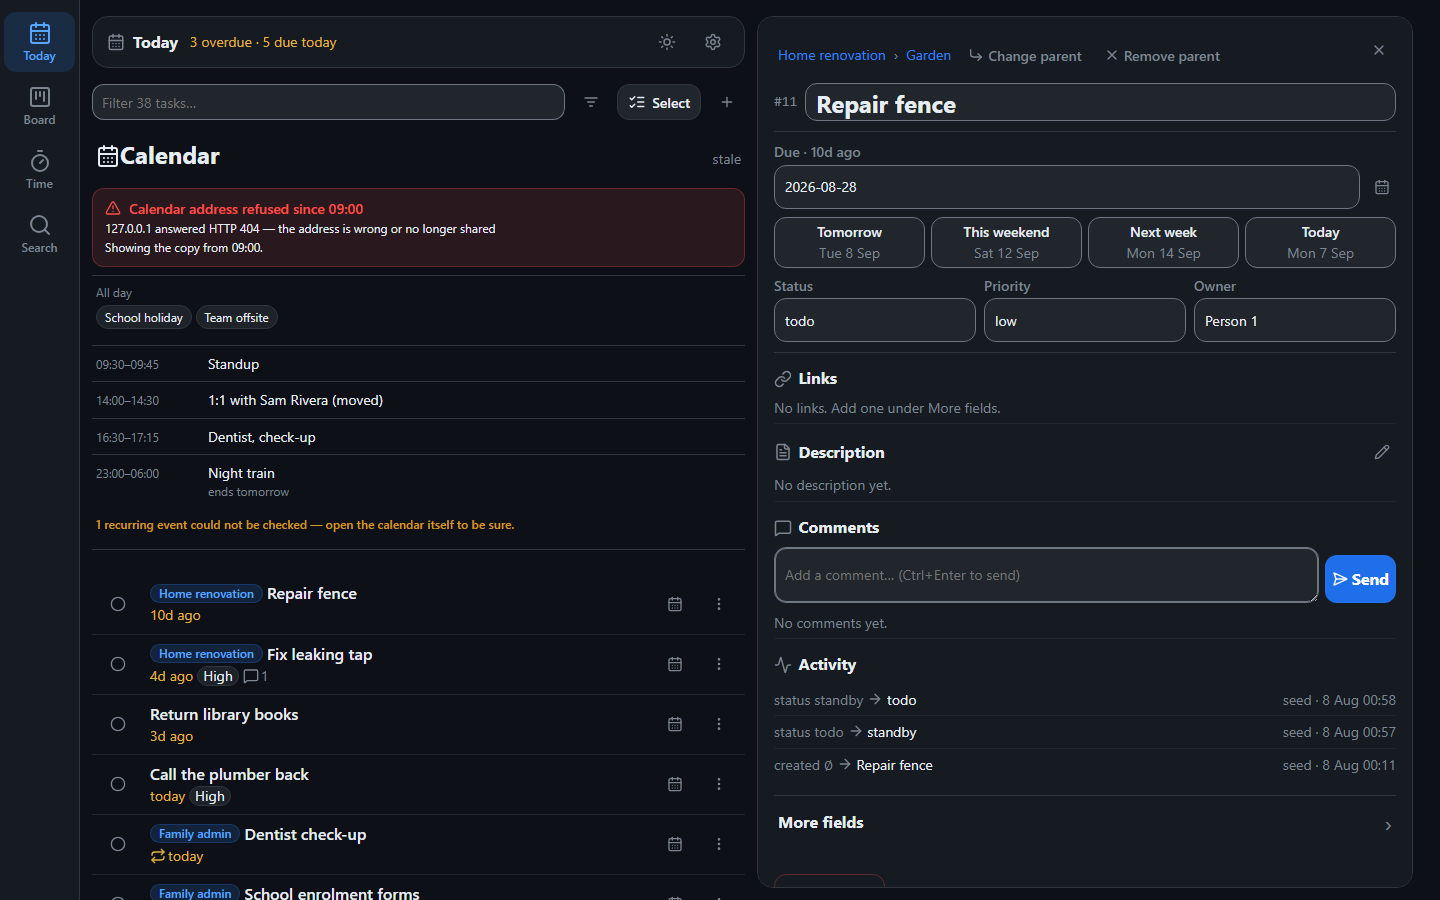 Today
Board
Time
Search
Today 3 overdue · 5 due today
Filter 38 tasks...
Select
Calendar
stale
Calendar address refused since 09:00
127.0.0.1 answered HTTP 404 — the address is wrong or no longer shared
Showing the copy from 09:00.
All day
School holiday Team offsite
09:30–09:45 Standup
14:00–14:30 1:1 with Sam Rivera (moved)
16:30–17:15 Dentist, check-up
23:00–06:00 Night train
ends tomorrow
1 recurring event could not be checked — open the calendar itself to be sure.
Home renovation Repair fence
10d ago
Home renovation Fix leaking tap
4d ago High 1
Return library books
3d ago
Call the plumber back
today High
Family admin Dentist check-up
today
Family admin School enrolment forms
Home renovation › Garden Change parent Remove parent
#11 Repair fence
Due · 10d ago
2026-08-28
Tomorrow This weekend Next week Today
Tue 8 Sep Sat 12 Sep Mon 14 Sep Mon 7 Sep
Status Priority Owner
todo low Person 1
Links
No links. Add one under More fields.
Description
No description yet.
Comments
Add a comment... (Ctrl+Enter to send)
Send
No comments yet.
Activity
status standby → todo seed · 8 Aug 00:58
status todo → standby seed · 8 Aug 00:57
created ∅ → Repair fence seed · 8 Aug 00:11
More fields